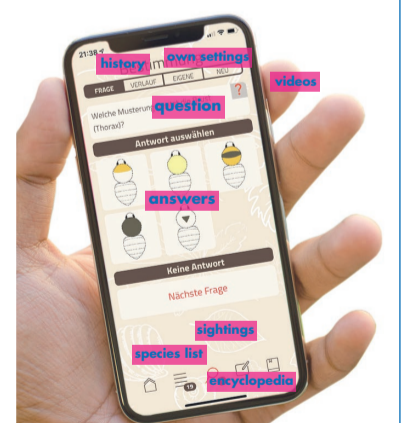 21:38
history
own settings
FRAGE VERLAUF EIGENE NEU
videos
?
Welche Musterung
question
(Thorax)?
Antwort auswählen
answers
Keine Antwort
Nächste Frage
sightings
species list
19
encyclopedia